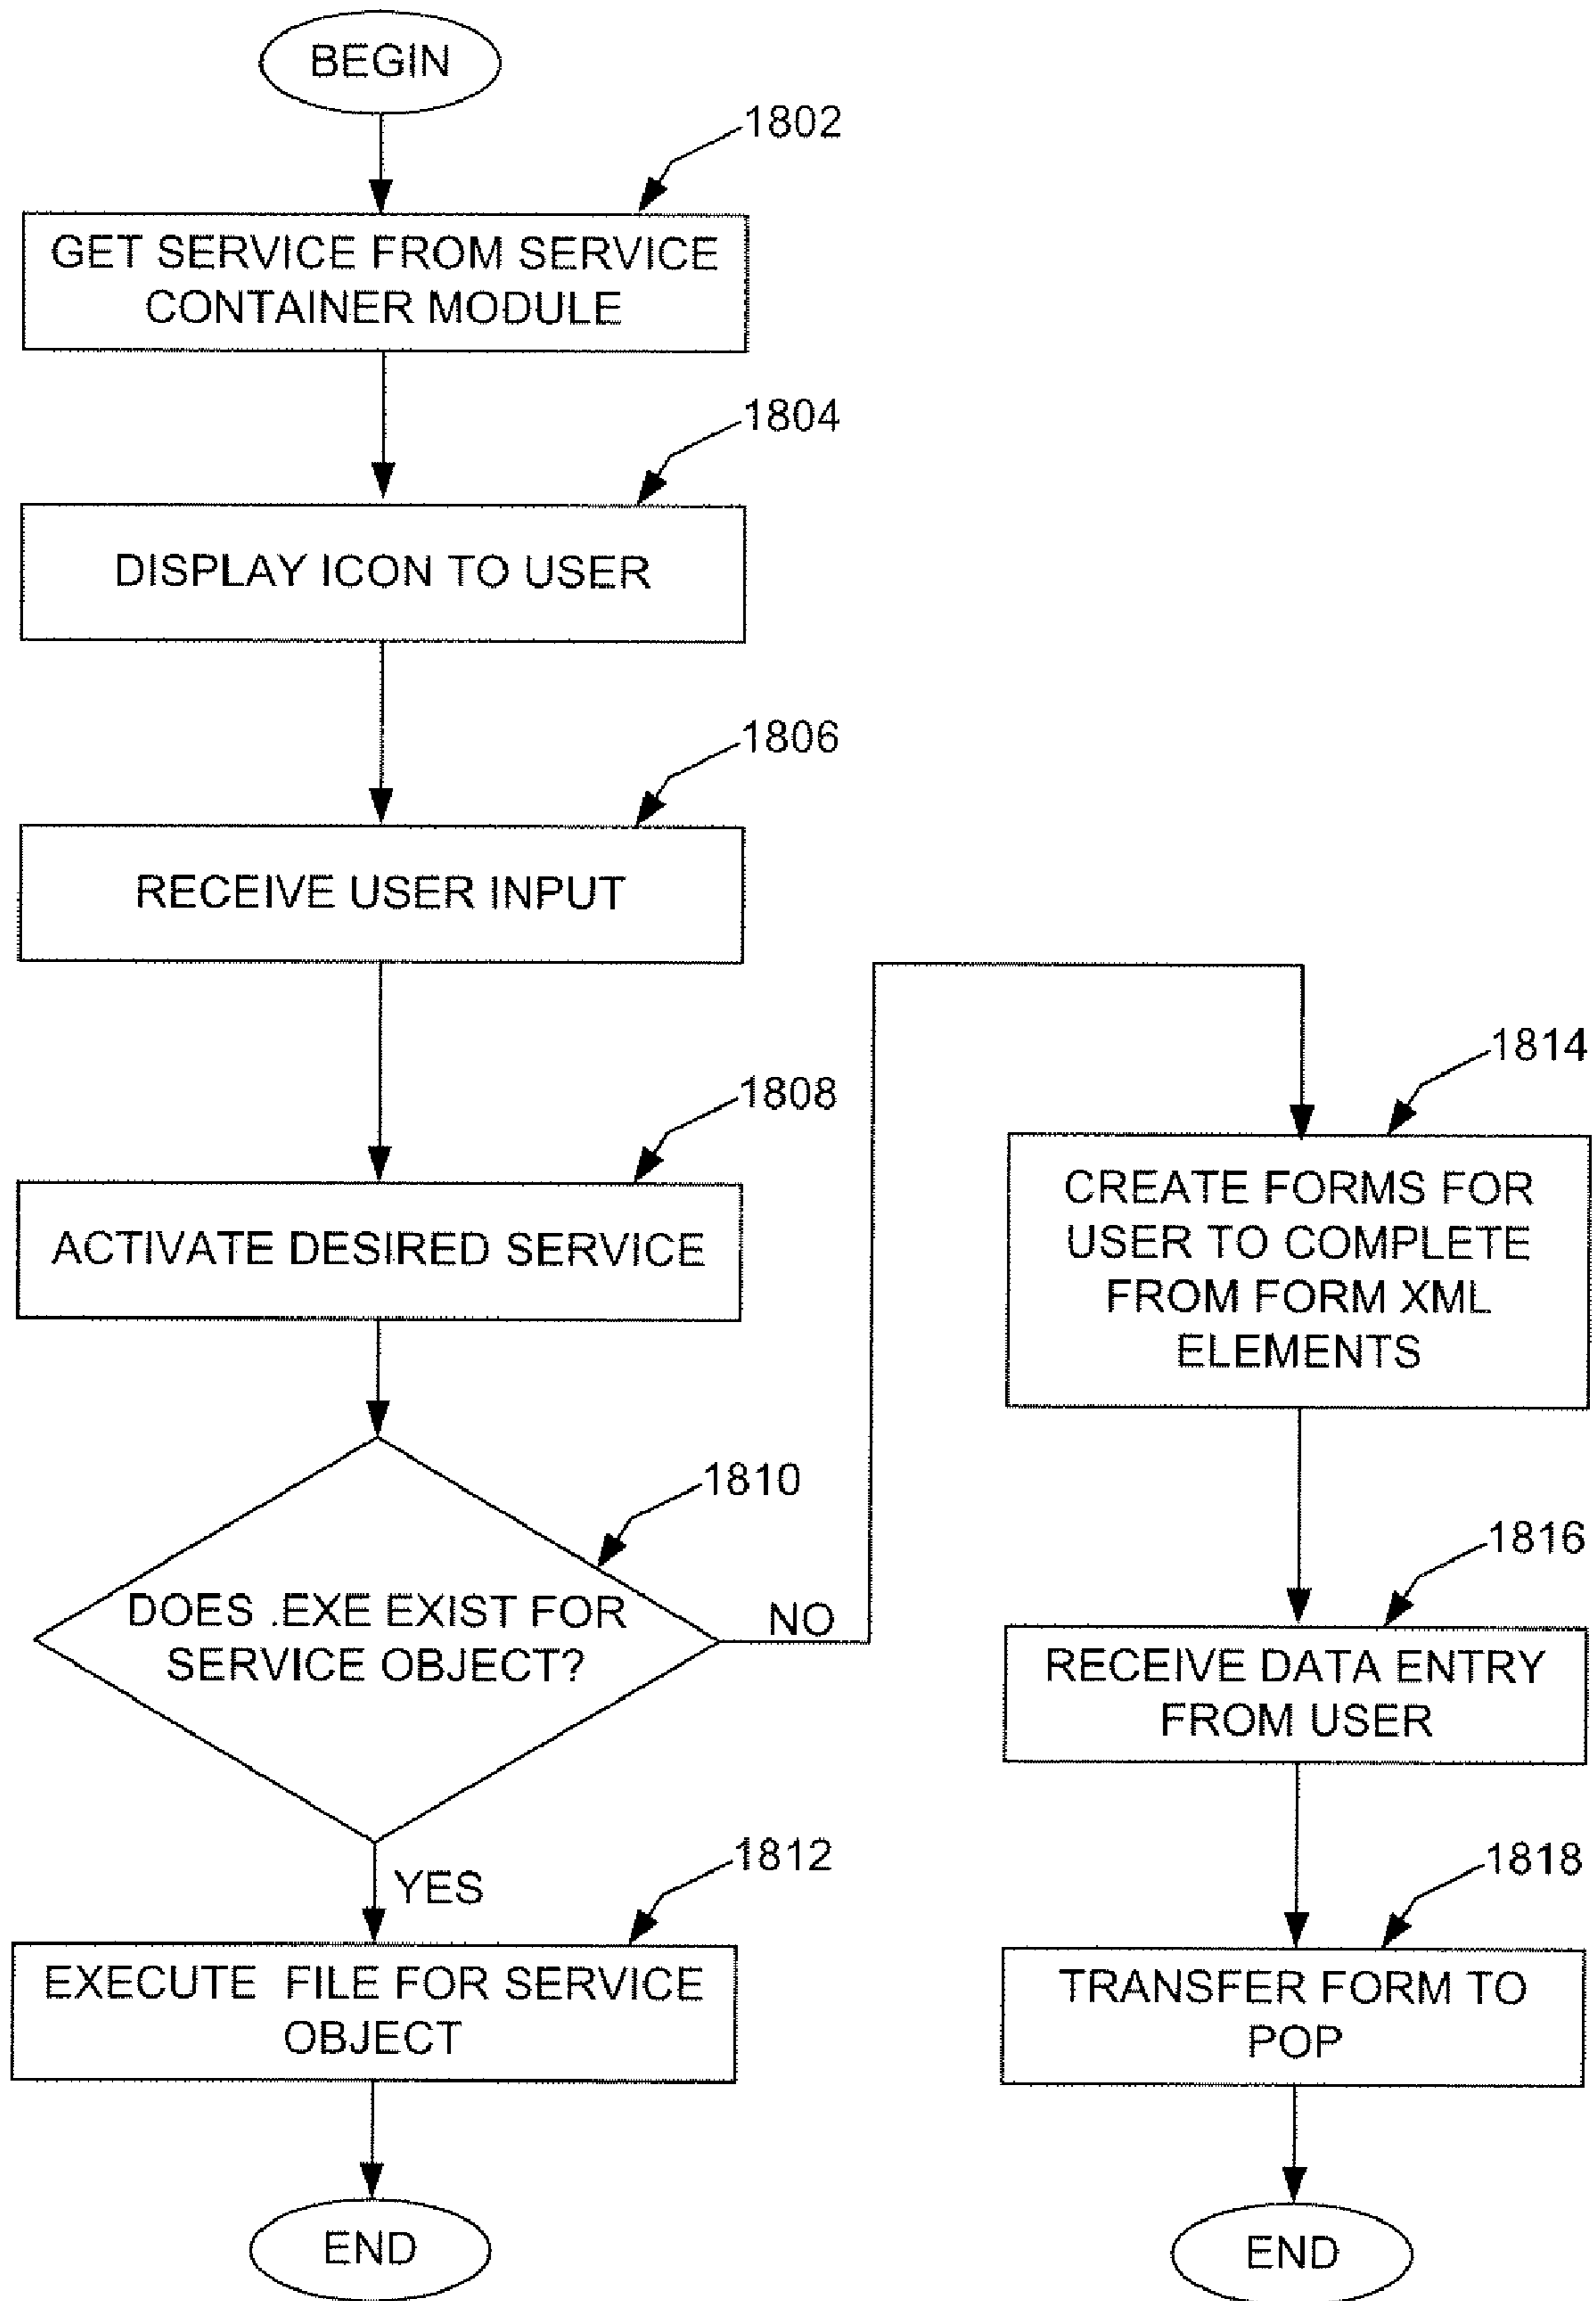 BEGIN
1802
GET SERVICE FROM SERVICE
CONTAINER MODULE
1804
DISPLAY ICON TO USER
1806
RECEIVE USER INPUT
1808
ACTIVATE DESIRED SERVICE
1810
DOES .EXE EXIST FOR
SERVICE OBJECT?
NO
YES
1812
EXECUTE FILE FOR SERVICE
OBJECT
END
1814
CREATE FORMS FOR
USER TO COMPLETE
FROM FORM XML
ELEMENTS
1816
RECEIVE DATA ENTRY
FROM USER
1818
TRANSFER FORM TO
POP
END